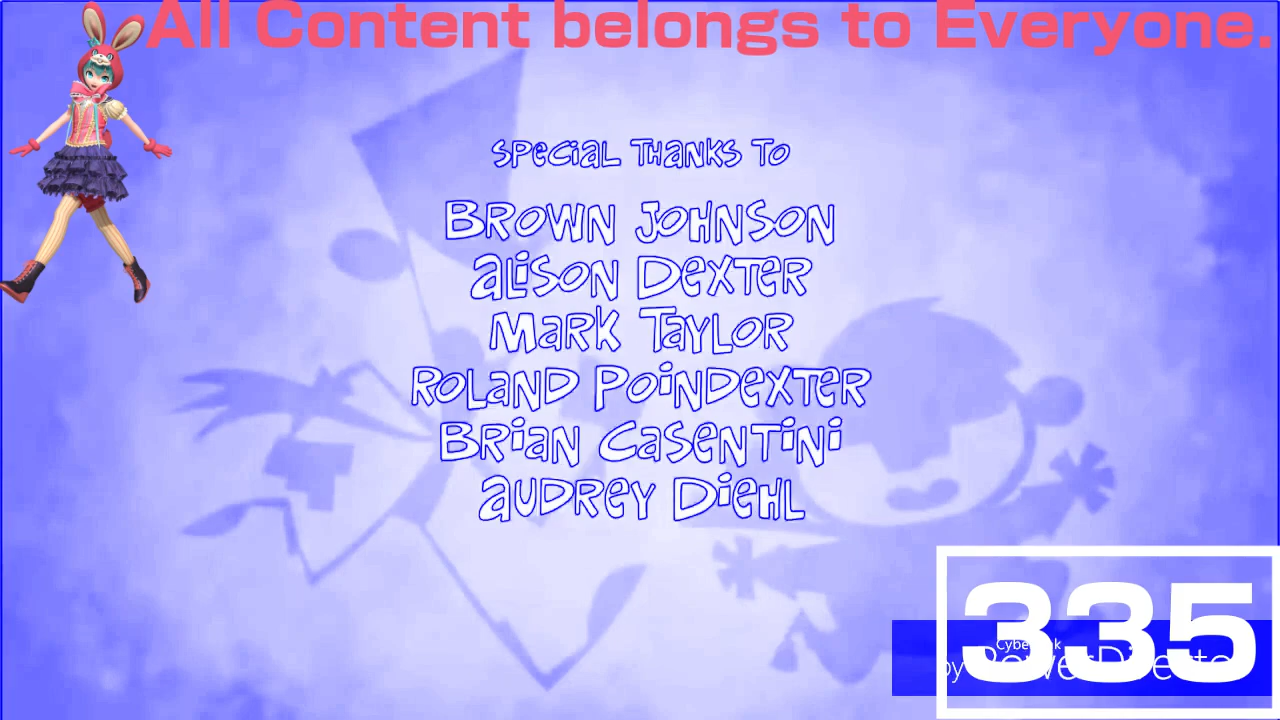 All Content belongs to Everyone.
Special Thanks to
Brown Johnson
Alison Dexter
Mark Taylor
Roland Poindexter
Brian Casentini
Audrey Diehl
335
by